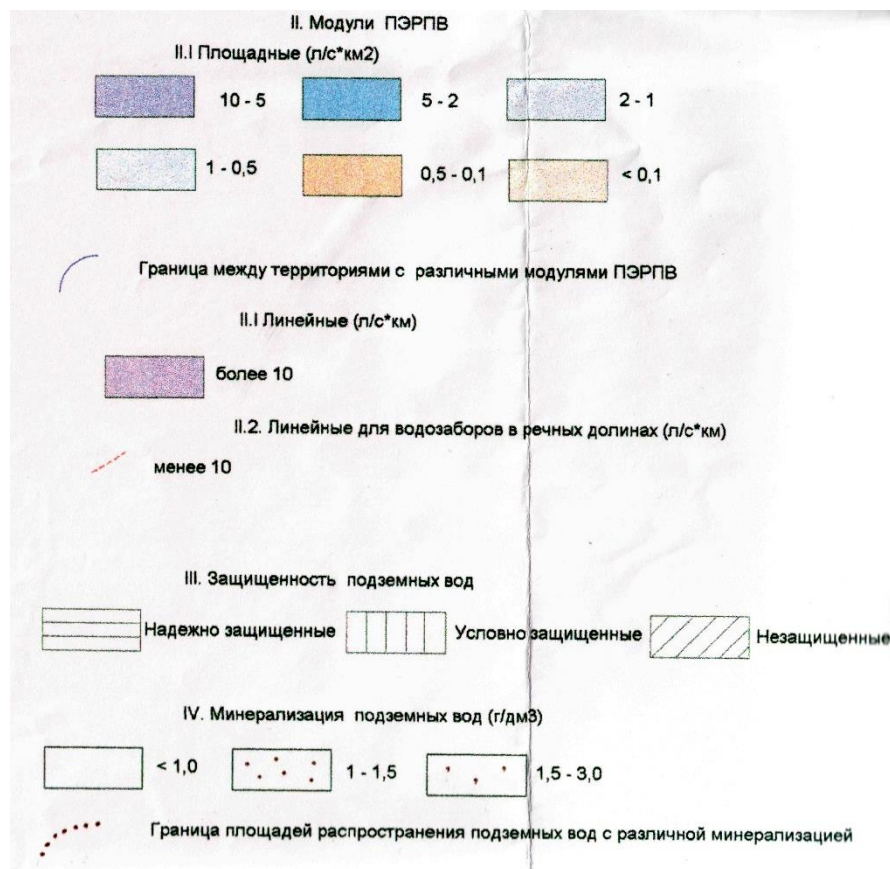 II. Модули ПЭРПВ
II.I Площадные (л/с*км2)
10 - 5 5 - 2 2 - 1
1 - 0,5 0,5 - 0,1 < 0,1
Граница между территориями с различными модулями ПЭРПВ
II.I Линейные (л/с*км)
более 10
II.2. Линейные для водозаборов в речных долинах (л/с*км)
менее 10
III. Защищенность подземных вод
Надежно защищенные Условно защищенные Незащищенные
IV. Минерализация подземных вод (г/дм3)
< 1,0 1 - 1,5 1,5 - 3,0
Граница площадей распространения подземных вод с различной минерализацией